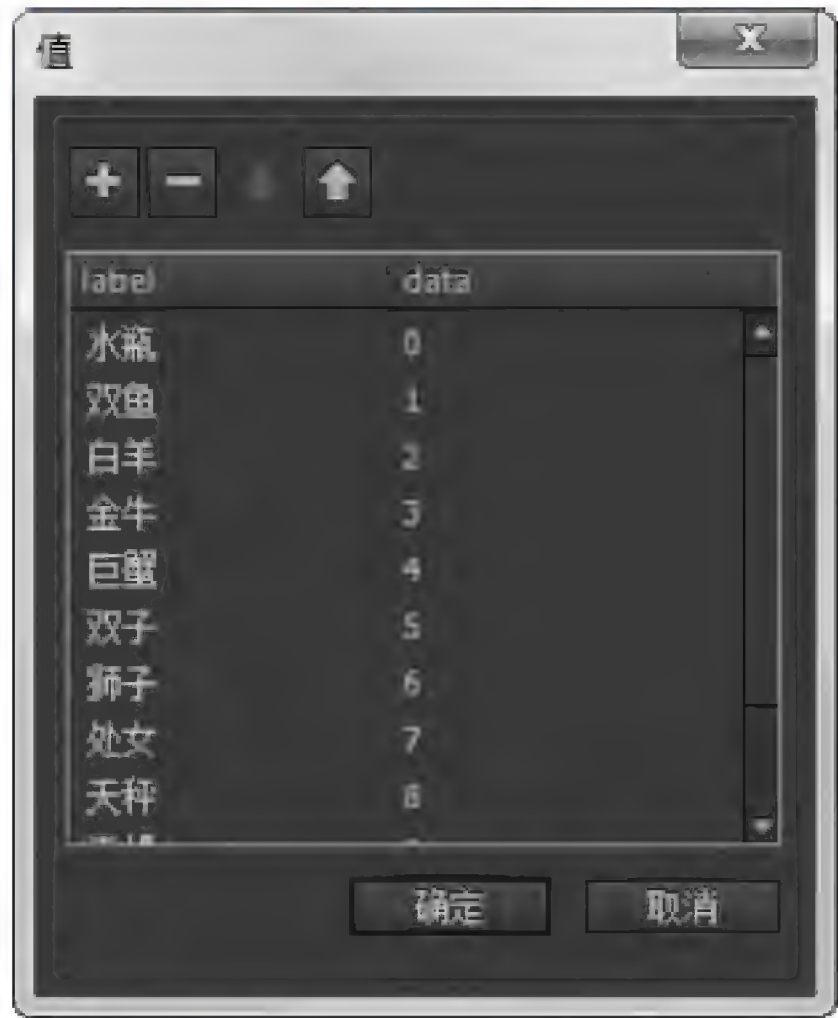 值
label data
水瓶 0
双鱼 1
白羊 2
金牛 3
巨蟹 4
双子 5
狮子 6
处女 7
天秤 8
确定 取消